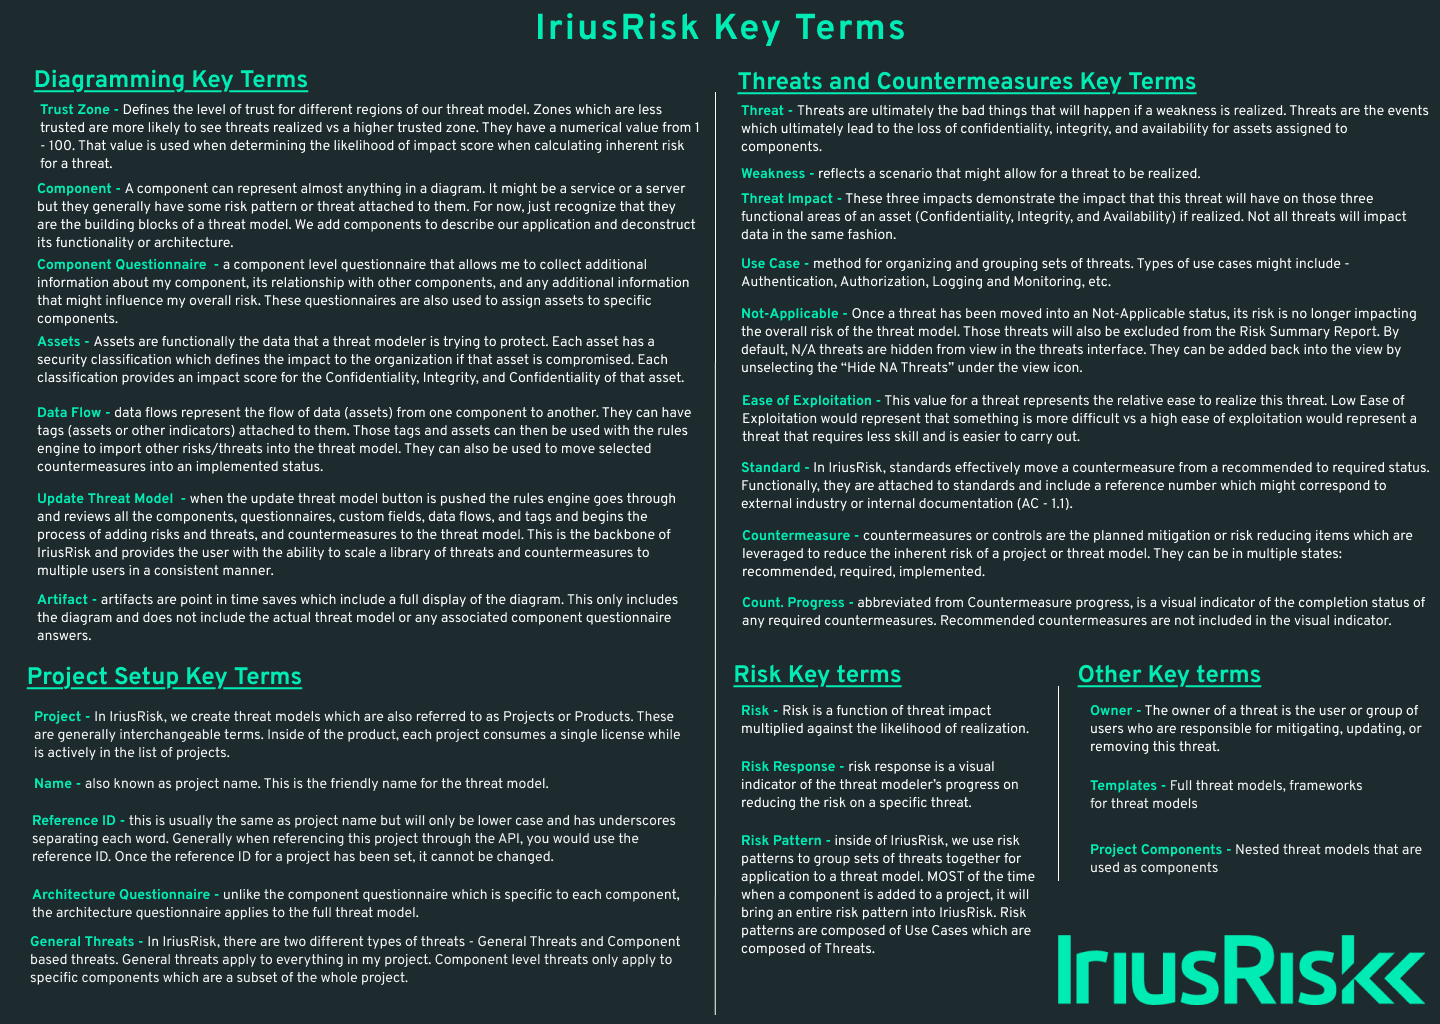 IriusRisk Key Terms
Diagramming Key Terms
Trust Zone - Defines the level of trust for different regions of our threat model. Zones which are less
trusted are more likely to see threats realized vs a higher trusted zone. They have a numerical value from 1
- 100. That value is used when determining the likelihood of impact score when calculating inherent risk
for a threat.
Component - A component can represent almost anything in a diagram. It might be a service or a server
but they generally have some risk pattern or threat attached to them. For now, just recognize that they
are the building blocks of a threat model. We add components to describe our application and deconstruct
its functionality or architecture.
Component Questionnaire - a component level questionnaire that allows me to collect additional
information about my component, its relationship with other components, and any additional information
that might influence my overall risk. These questionnaires are also used to assign assets to specific
components.
Assets - Assets are functionally the data that a threat modeler is trying to protect. Each asset has a
security classification which defines the impact to the organization if that asset is compromised. Each
classification provides an impact score for the Confidentiality, Integrity, and Confidentiality of that asset.
Data Flow - data flows represent the flow of data (assets) from one component to another. They can have
tags (assets or other indicators) attached to them. Those tags and assets can then be used with the rules
engine to import other risks/threats into the threat model. They can also be used to move selected
countermeasures into an implemented status.
Update Threat Model - when the update threat model button is pushed the rules engine goes through
and reviews all the components, questionnaires, custom fields, data flows, and tags and begins the
process of adding risks and threats, and countermeasures to the threat model. This is the backbone of
IriusRisk and provides the user with the ability to scale a library of threats and countermeasures to
multiple users in a consistent manner.
Artifact - artifacts are point in time saves which include a full display of the diagram. This only includes
the diagram and does not include the actual threat model or any associated component questionnaire
answers.
Project Setup Key Terms
Project - In IriusRisk, we create threat models which are also referred to as Projects or Products. These
are generally interchangeable terms. Inside of the product, each project consumes a single license while
is actively in the list of projects.
Name - also known as project name. This is the friendly name for the threat model.
Reference ID - this is usually the same as project name but will only be lower case and has underscores
separating each word. Generally when referencing this project through the API, you would use the
reference ID. Once the reference ID for a project has been set, it cannot be changed.
Architecture Questionnaire - unlike the component questionnaire which is specific to each component,
the architecture questionnaire applies to the full threat model.
General Threats - In IriusRisk, there are two different types of threats - General Threats and Component
based threats. General threats apply to everything in my project. Component level threats only apply to
specific components which are a subset of the whole project.
Threats and Countermeasures Key Terms
Threat - Threats are ultimately the bad things that will happen if a weakness is realized. Threats are the events
which ultimately lead to the loss of confidentiality, integrity, and availability for assets assigned to
components.
Weakness - reflects a scenario that might allow for a threat to be realized.
Threat Impact - These three impacts demonstrate the impact that this threat will have on those three
functional areas of an asset (Confidentiality, Integrity, and Availability) if realized. Not all threats will impact
data in the same fashion.
Use Case - method for organizing and grouping sets of threats. Types of use cases might include -
Authentication, Authorization, Logging and Monitoring, etc.
Not-Applicable - Once a threat has been moved into an Not-Applicable status, its risk is no longer impacting
the overall risk of the threat model. Those threats will also be excluded from the Risk Summary Report. By
default, N/A threats are hidden from view in the threats interface. They can be added back into the view by
unselecting the “Hide NA Threats” under the view icon.
Ease of Exploitation - This value for a threat represents the relative ease to realize this threat. Low Ease of
Exploitation would represent that something is more difficult vs a high ease of exploitation would represent a
threat that requires less skill and is easier to carry out.
Standard - In IriusRisk, standards effectively move a countermeasure from a recommended to required status.
Functionally, they are attached to standards and include a reference number which might correspond to
external industry or internal documentation (AC - 1.1).
Countermeasure - countermeasures or controls are the planned mitigation or risk reducing items which are
leveraged to reduce the inherent risk of a project or threat model. They can be in multiple states:
recommended, required, implemented.
Count. Progress - abbreviated from Countermeasure progress, is a visual indicator of the completion status of
any required countermeasures. Recommended countermeasures are not included in the visual indicator.
Risk Key terms
Risk - Risk is a function of threat impact
multiplied against the likelihood of realization.
Risk Response - risk response is a visual
indicator of the threat modeler’s progress on
reducing the risk on a specific threat.
Risk Pattern - inside of IriusRisk, we use risk
patterns to group sets of threats together for
application to a threat model. MOST of the time
when a component is added to a project, it will
bring an entire risk pattern into IriusRisk. Risk
patterns are composed of Use Cases which are
composed of Threats.
Other Key terms
Owner - The owner of a threat is the user or group of
users who are responsible for mitigating, updating, or
removing this threat.
Templates - Full threat models, frameworks
for threat models
Project Components - Nested threat models that are
used as components
IriusRisk